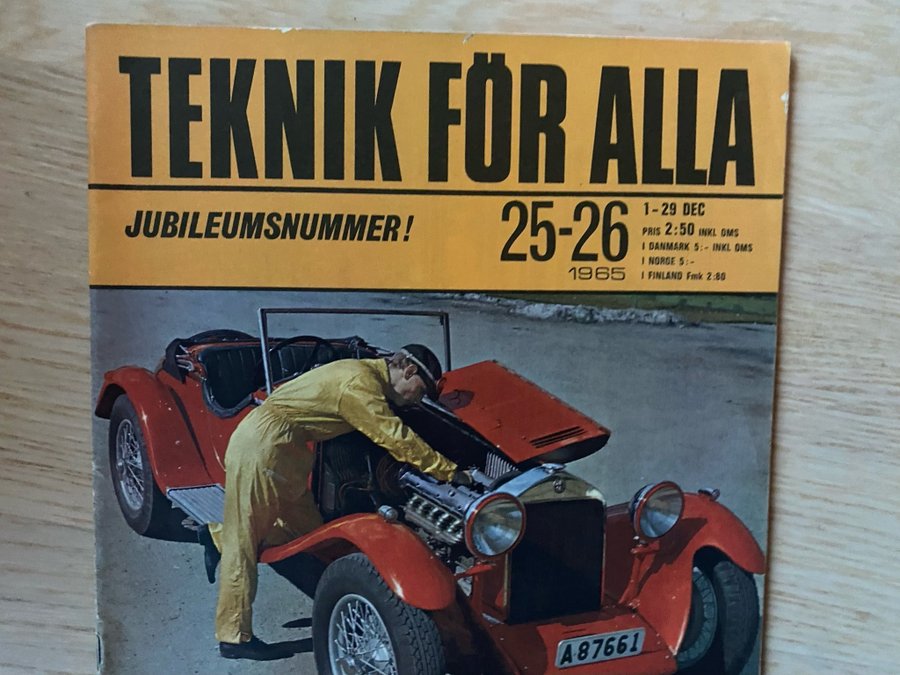 TEKNIK FÖR ALLA
JUBILEUMSNUMMER!
25-26
1965
1-29 DEC
PRIS 2:50 INKL OMS
I DANMARK 5:- INKL OMS
I NORGE 5:-
I FINLAND Fmk 2:80
A87661